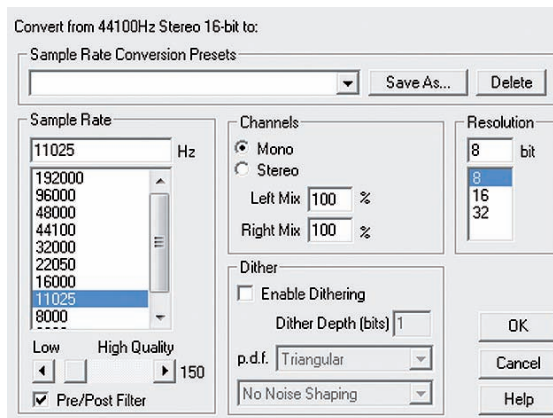 Convert from 44100Hz Stereo 16-bit to:
Sample Rate Conversion Presets
Save As...
Delete
Sample Rate
11025 Hz
192000
96000
48000
44100
32000
22050
16000
11025
8000
Low High Quality
150
Pre/Post Filter
Channels
Mono
Stereo
Left Mix 100 %
Right Mix 100 %
Dither
Enable Dithering
Dither Depth (bits) 1
p.d.f. Triangular
No Noise Shaping
Resolution
8 bit
8
16
32
OK
Cancel
Help